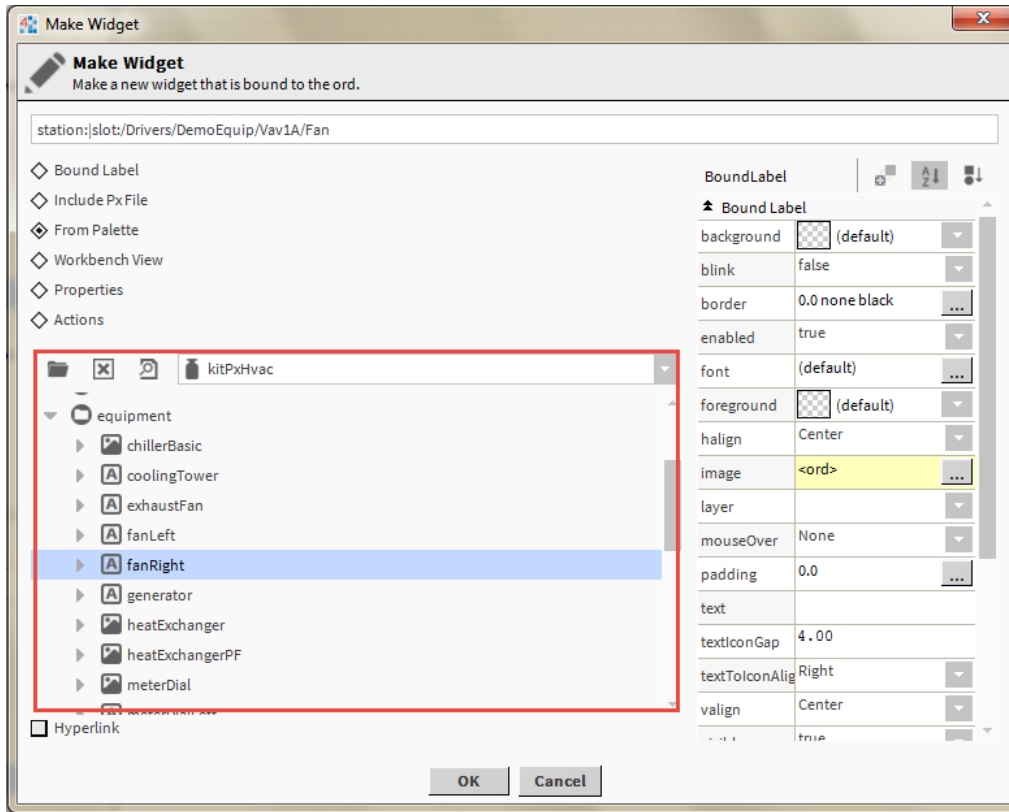 Make Widget
Make Widget
Make a new widget that is bound to the ord.
station:|slot:/Drivers/DemoEquip/Vav1A/Fan
Bound Label
Include Px File
From Palette
Workbench View
Properties
Actions
kitPxHvac
equipment
chillerBasic
coolingTower
exhaustFan
fanLeft
fanRight
generator
heatExchanger
heatExchangerPF
meterDial
Hyperlink
BoundLabel
Bound Label
background (default)
blink false
border 0.0 none black ...
enabled true
font (default) ...
foreground (default)
halign Center
image <ord> ...
layer
mouseOver None
padding 0.0 ...
text
textIconGap 4.00
textToIconAlig Right
valign Center
true
OK Cancel